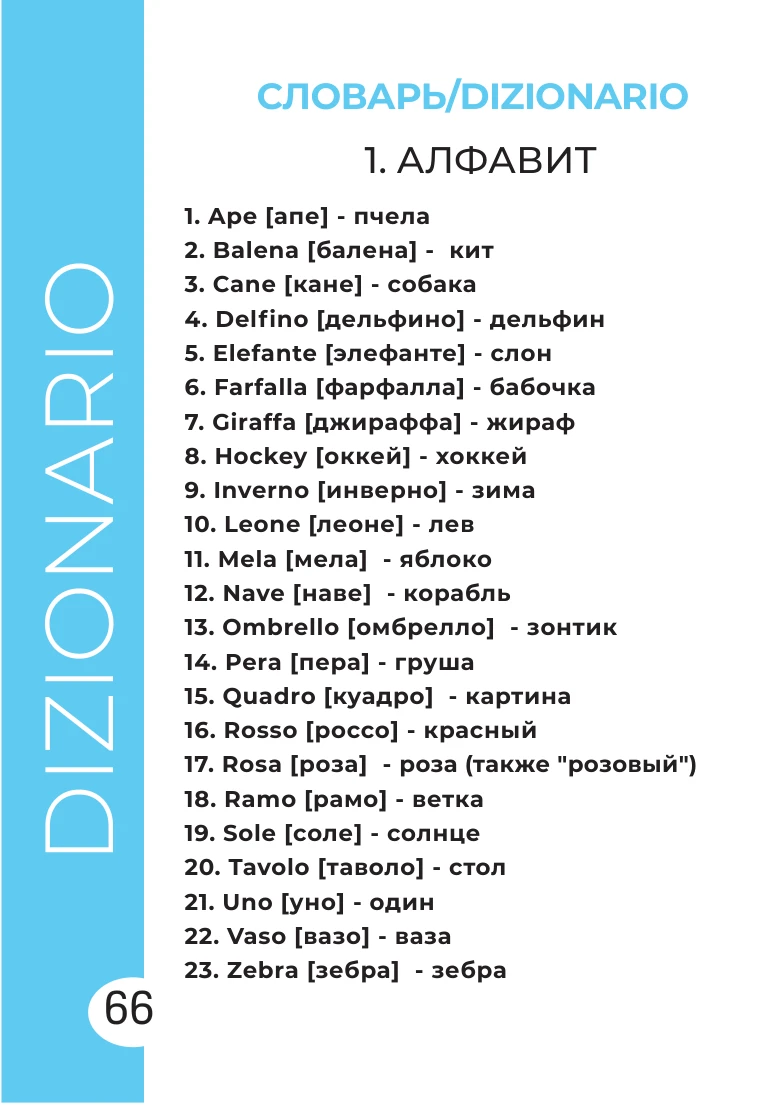 СЛОВАРЬ/DIZIONARIO
1. АЛФАВИТ
1. Ape [апе] - пчела
2. Balena [балена] -  кит
3. Cane [кане] - собака
4. Delfino [дельфино] - дельфин
5. Elefante [элефанте] - слон
6. Farfalla [фарфалла] - бабочка
7. Giraffa [джираффа] - жираф
8. Hockey [оккей] - хоккей
9. Inverno [инверно] - зима
10. Leone [леоне] - лев
11. Mela [мела]  - яблоко
12. Nave [наве]  - корабль
13. Ombrello [омбрелло]  - зонтик
14. Pera [пера] - груша
15. Quadro [куадро]  - картина
16. Rosso [россо] - красный
17. Rosa [роза]  - роза (также "розовый")
18. Ramo [рамо] - ветка
19. Sole [соле] - солнце
20. Tavolo [таволо] - стол
21. Uno [уно] - один
22. Vaso [вазо] - ваза
23. Zebra [зебра]  - зебра
DIZIONARIO
66